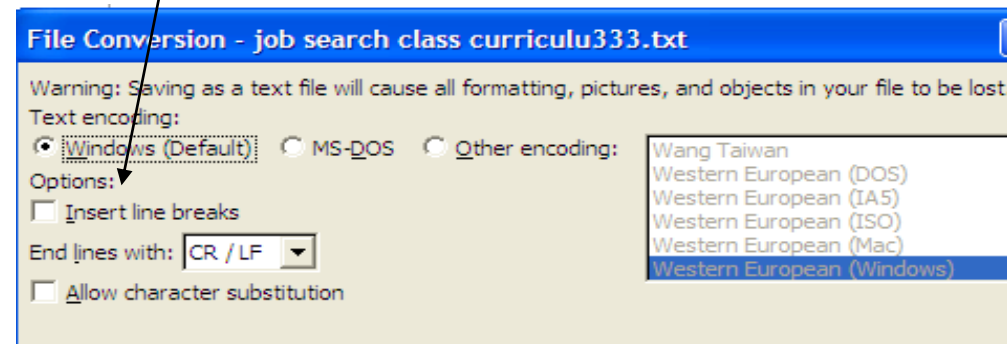 File Conversion - job search class curriculu333.txt
Warning: Saving as a text file will cause all formatting, pictures, and objects in your file to be lost
Text encoding:
Windows (Default) MS-DOS Other encoding:
Options:
Insert line breaks
End lines with: CR / LF
Allow character substitution
Wang Taiwan
Western European (DOS)
Western European (IA5)
Western European (ISO)
Western European (Mac)
Western European (Windows)